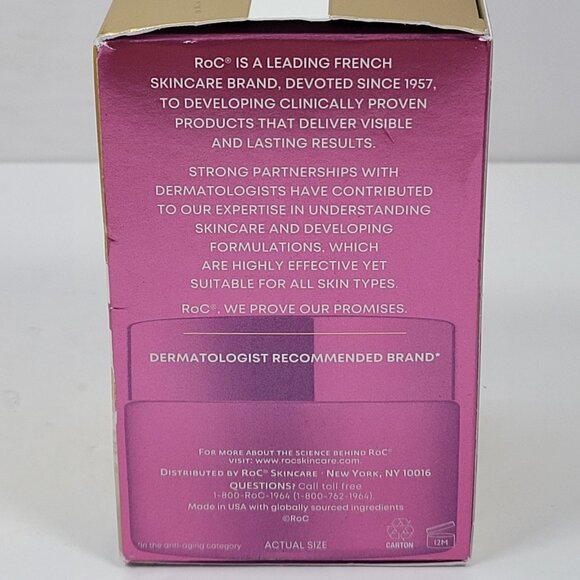 RoC® IS A LEADING FRENCH
SKINCARE BRAND, DEVOTED SINCE 1957,
TO DEVELOPING CLINICALLY PROVEN
PRODUCTS THAT DELIVER VISIBLE
AND LASTING RESULTS.
STRONG PARTNERSHIPS WITH
DERMATOLOGISTS HAVE CONTRIBUTED
TO OUR EXPERTISE IN UNDERSTANDING
SKINCARE AND DEVELOPING
FORMULATIONS. WHICH
ARE HIGHLY EFFECTIVE YET
SUITABLE FOR ALL SKIN TYPES.
RoC®, WE PROVE OUR PROMISES.
DERMATOLOGIST RECOMMENDED BRAND*
FOR MORE ABOUT THE SCIENCE BEHIND RoC®
VISIT: www.rocskincare.com.
DISTRIBUTED BY RoC® SKINCARE · NEW YORK, NY 10016
QUESTIONS? Call toll free
1-800-RoC-1964 (1-800-762-1964).
Made in USA with globally sourced ingredients
©RoC
*In the anti-aging category
ACTUAL SIZE
CARTON
12M